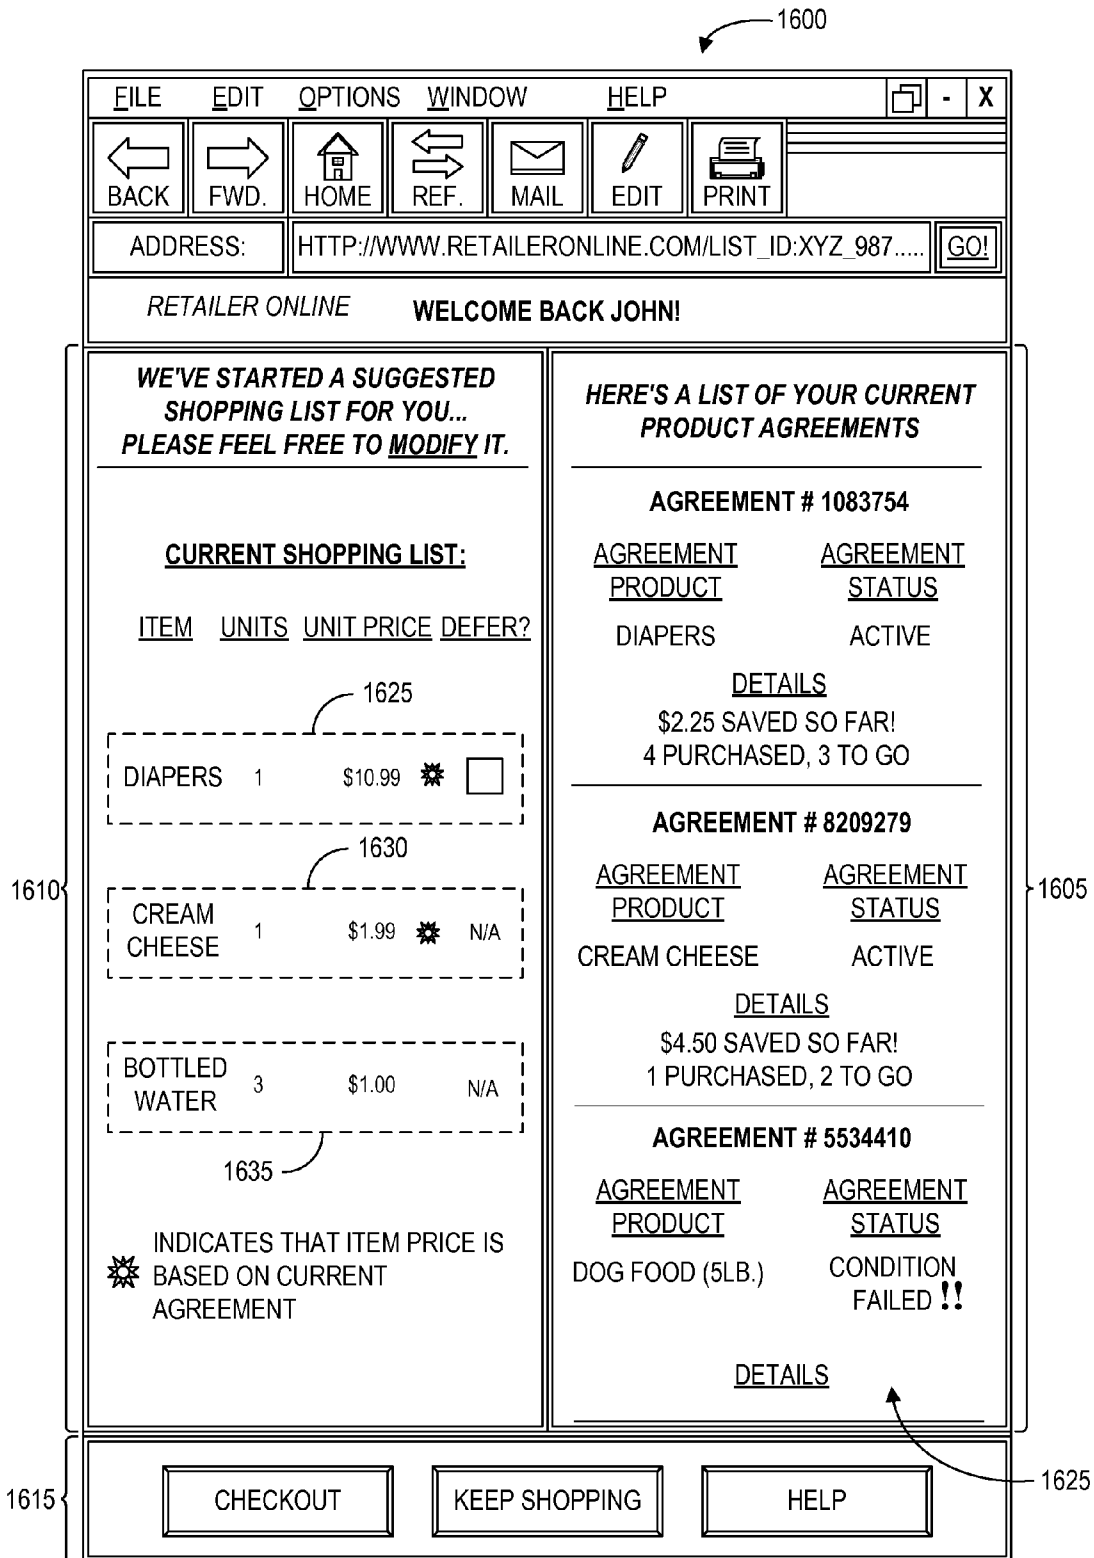 1600
FILE EDIT OPTIONS WINDOW HELP - X
BACK FWD. HOME REF. MAIL EDIT PRINT
ADDRESS: HTTP://WWW.RETAILERONLINE.COM/LIST_ID:XYZ_987..... GO!
RETAILER ONLINE WELCOME BACK JOHN!
1610
WE'VE STARTED A SUGGESTED
SHOPPING LIST FOR YOU...
PLEASE FEEL FREE TO MODIFY IT.
CURRENT SHOPPING LIST:
ITEM UNITS UNIT PRICE DEFER?
1625
DIAPERS 1 $10.99
1630
CREAM
CHEESE 1 $1.99 N/A
BOTTLED
WATER 3 $1.00 N/A
1635
INDICATES THAT ITEM PRICE IS
BASED ON CURRENT
AGREEMENT
1605
HERE'S A LIST OF YOUR CURRENT
PRODUCT AGREEMENTS
AGREEMENT # 1083754
AGREEMENT AGREEMENT
PRODUCT STATUS
DIAPERS ACTIVE
DETAILS
$2.25 SAVED SO FAR!
4 PURCHASED, 3 TO GO
AGREEMENT # 8209279
AGREEMENT AGREEMENT
PRODUCT STATUS
CREAM CHEESE ACTIVE
DETAILS
$4.50 SAVED SO FAR!
1 PURCHASED, 2 TO GO
AGREEMENT # 5534410
AGREEMENT AGREEMENT
PRODUCT STATUS
DOG FOOD (5LB.) CONDITION
FAILED !!
DETAILS
1625
1615
CHECKOUT KEEP SHOPPING HELP